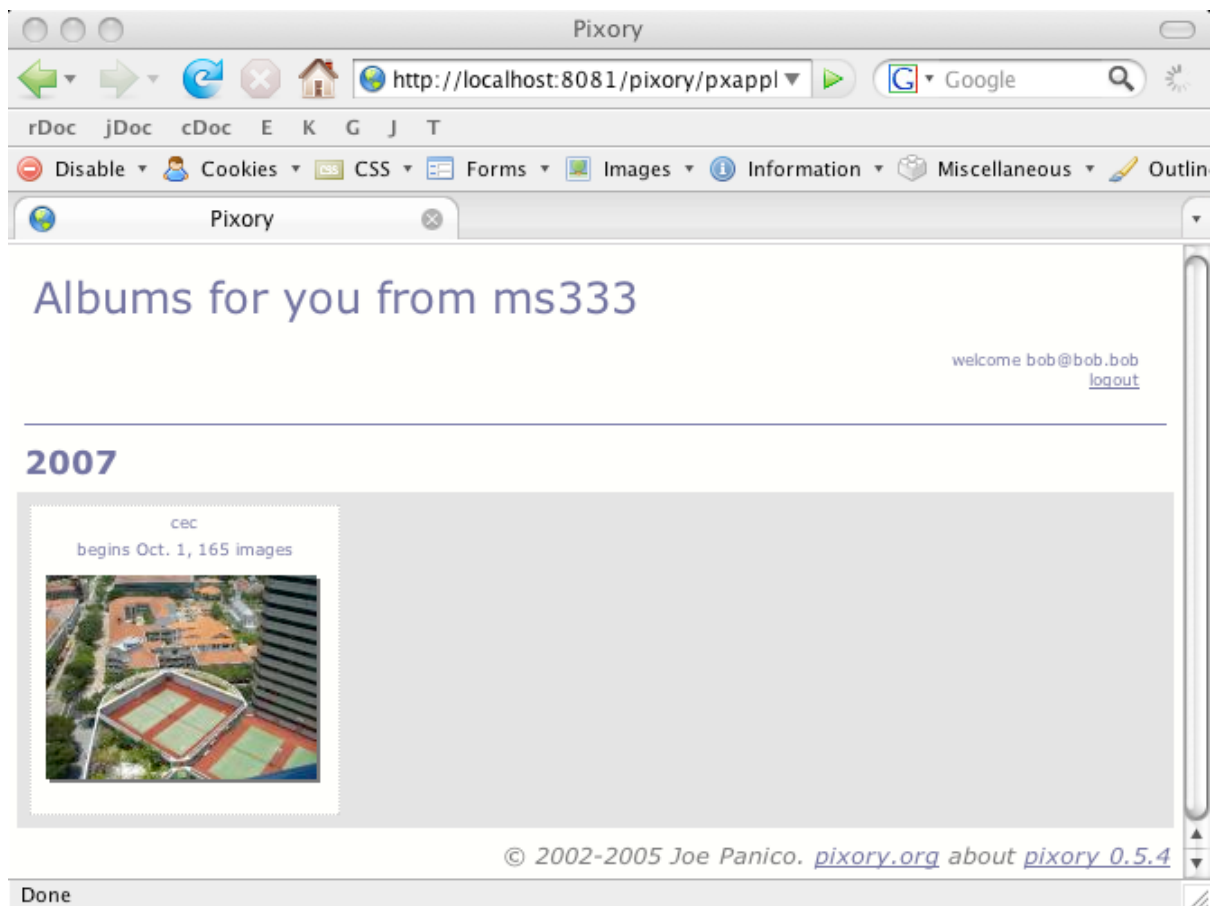 Pixory
http://localhost:8081/pixory/pxappl
Google
rDoc jDoc cDoc E K G J T
Disable Cookies CSS Forms Images Information Miscellaneous Outlin
Pixory
Albums for you from ms333
welcome bob@bob.bob
logout
2007
cec
begins Oct. 1, 165 images
© 2002-2005 Joe Panico. pixory.org about pixory 0.5.4
Done